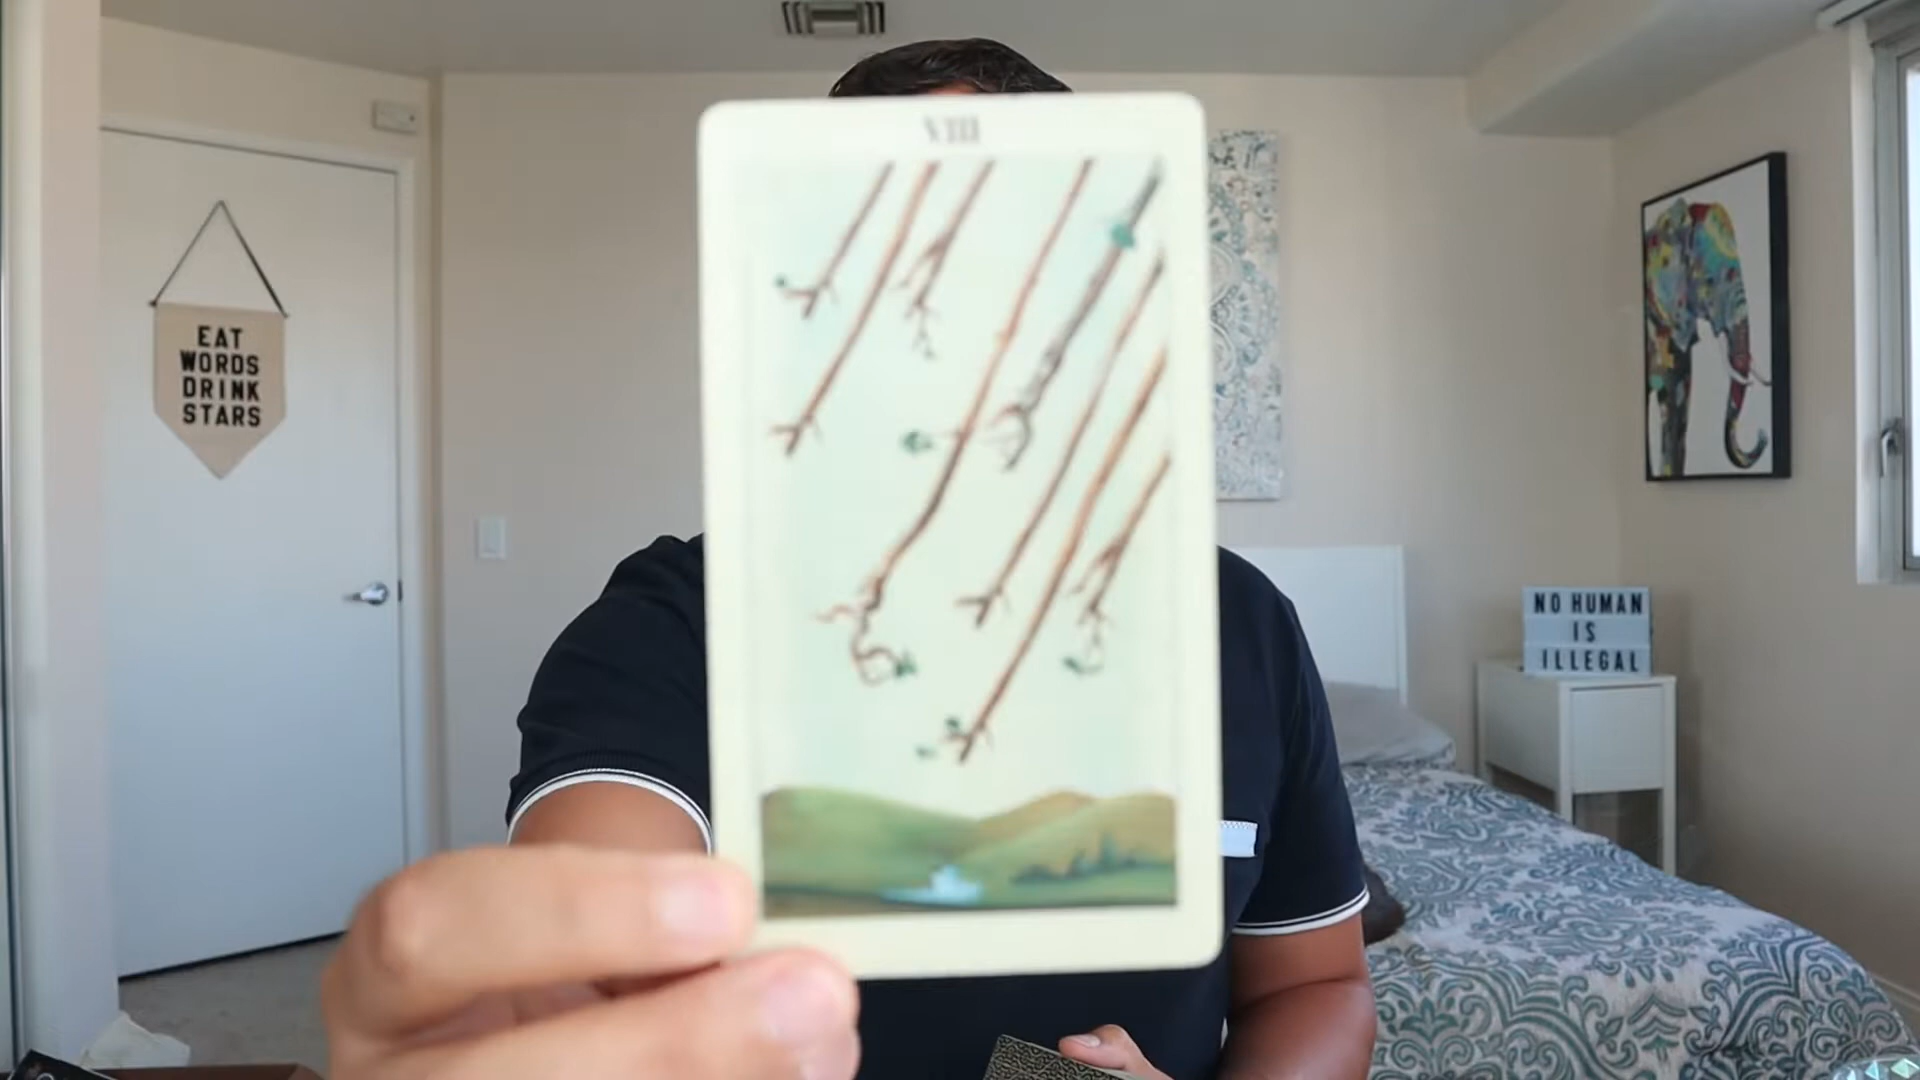 VIII
EAT
WORDS
DRINK
STARS
NO HUMAN
IS
ILLEGAL